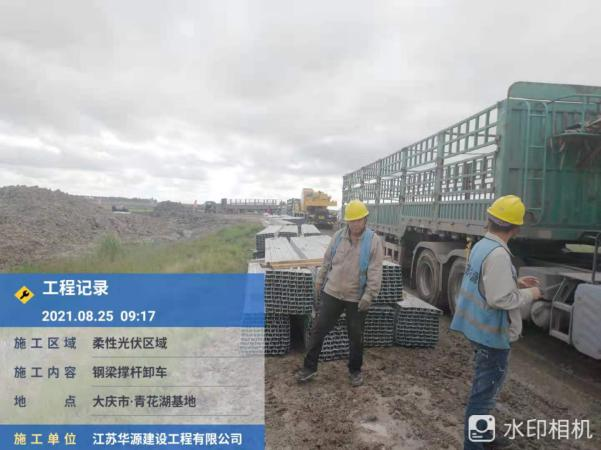 工程记录
2021.08.25 09:17
施工区域 柔性光伏区域
施工内容 钢梁撑杆卸车
地点 大庆市·青花湖基地
施工单位 江苏华源建设工程有限公司
水印相机